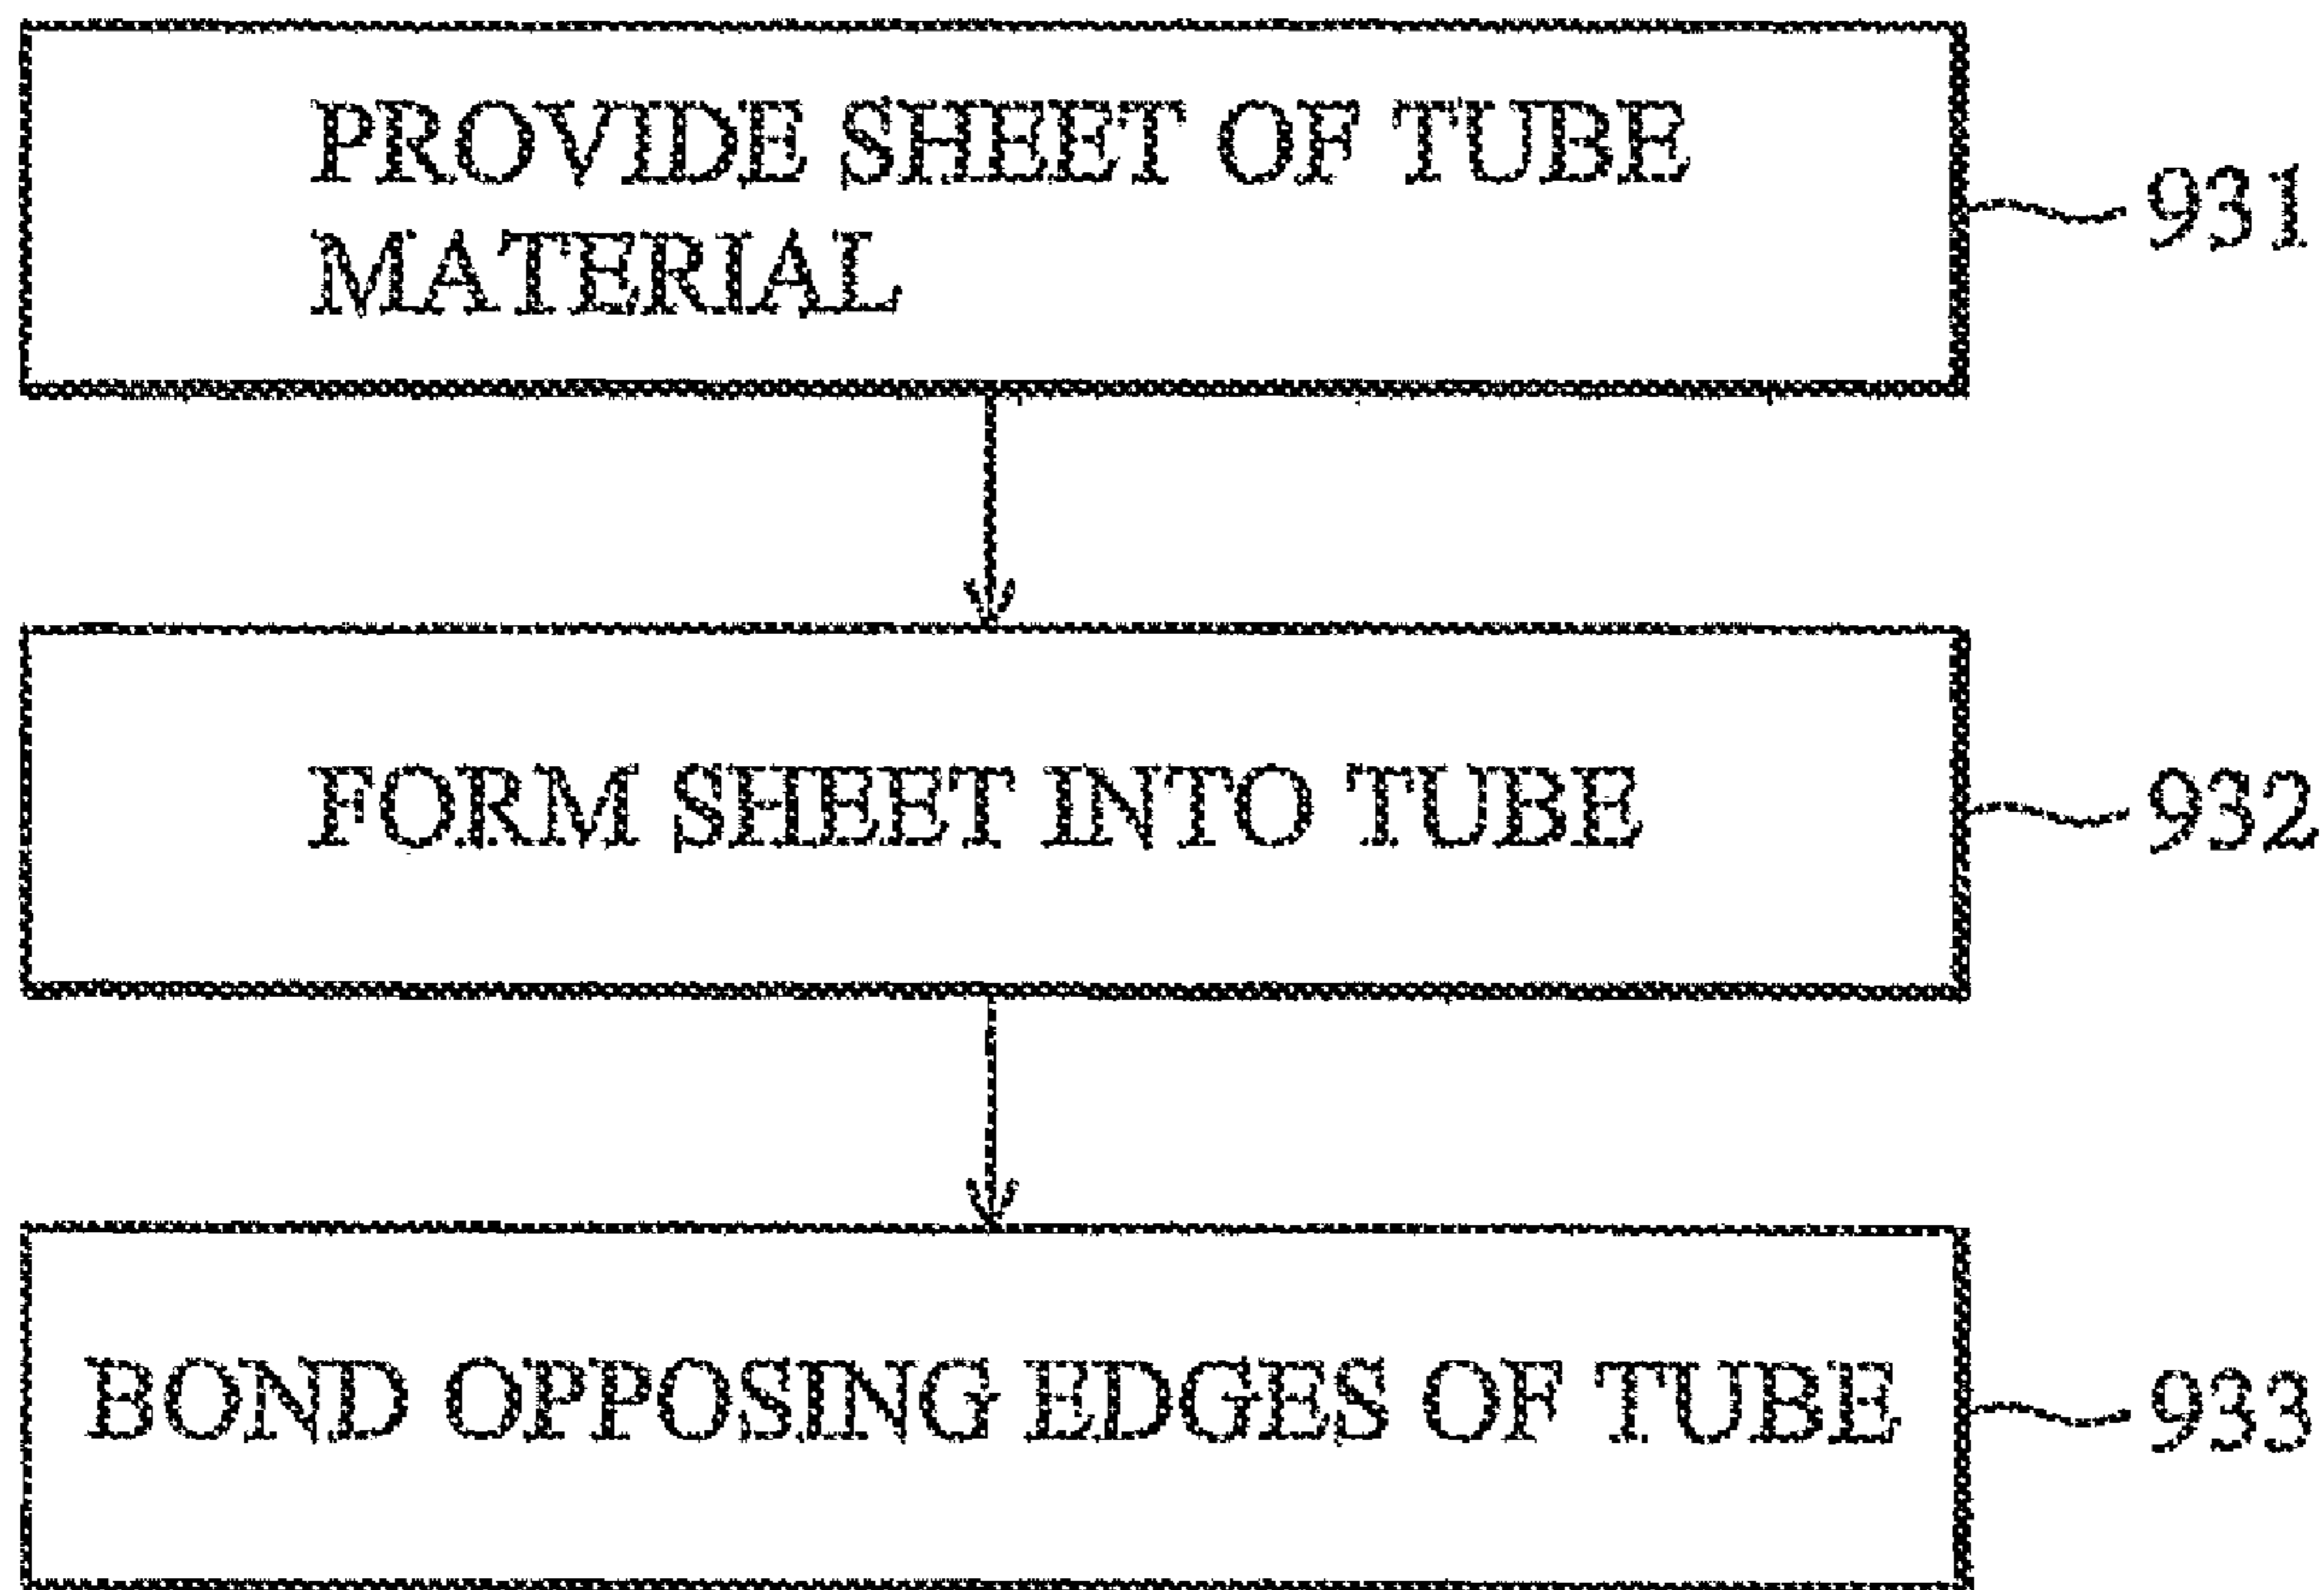 PROVIDE SHEET OF TUBE
MATERIAL
931
FORM SHEET INTO TUBE
932
BOND OPPOSING EDGES OF TUBE
933